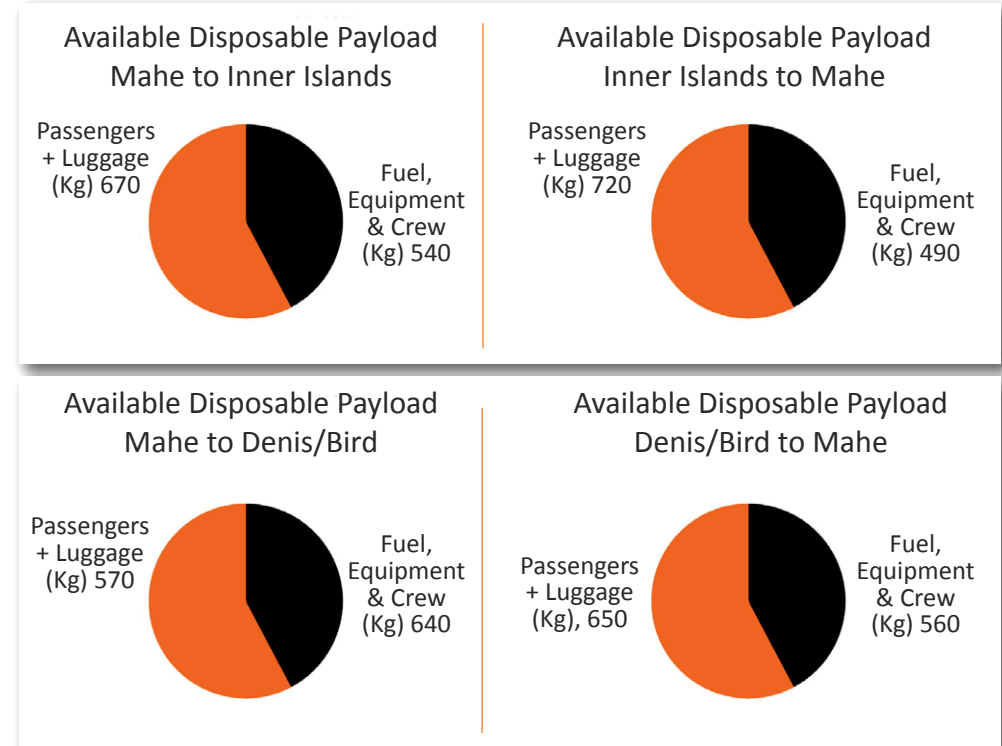 Available Disposable Payload
Mahe to Inner Islands
Passengers
+ Luggage
(Kg) 670
Fuel,
Equipment
& Crew
(Kg) 540
Available Disposable Payload
Inner Islands to Mahe
Passengers
+ Luggage
(Kg) 720
Fuel,
Equipment
& Crew
(Kg) 490
Available Disposable Payload
Mahe to Denis/Bird
Passengers
+ Luggage
(Kg) 570
Fuel,
Equipment
& Crew
(Kg) 640
Available Disposable Payload
Denis/Bird to Mahe
Passengers
+ Luggage
(Kg), 650
Fuel,
Equipment
& Crew
(Kg) 560